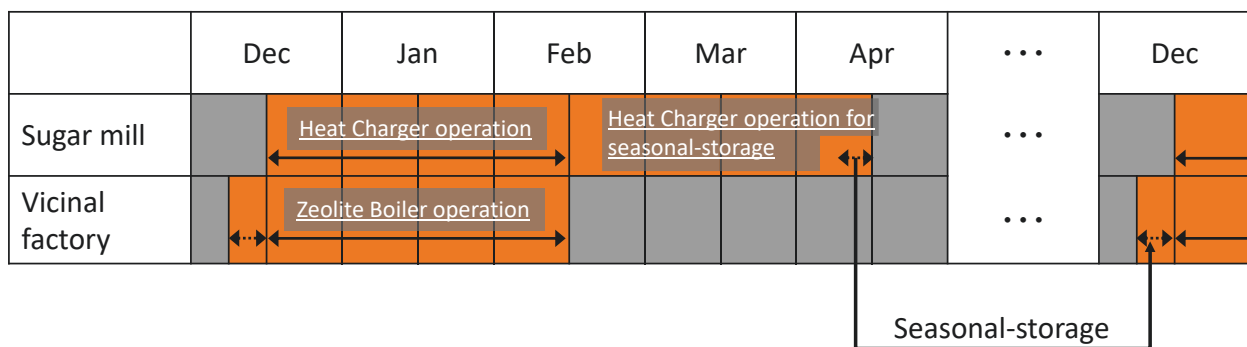 Dec
Jan
Feb
Mar
Apr
...
Dec
Sugar mill
Heat Charger operation
Heat Charger operation for
seasonal-storage
...
Vicinal
factory
Zeolite Boiler operation
...
Seasonal-storage